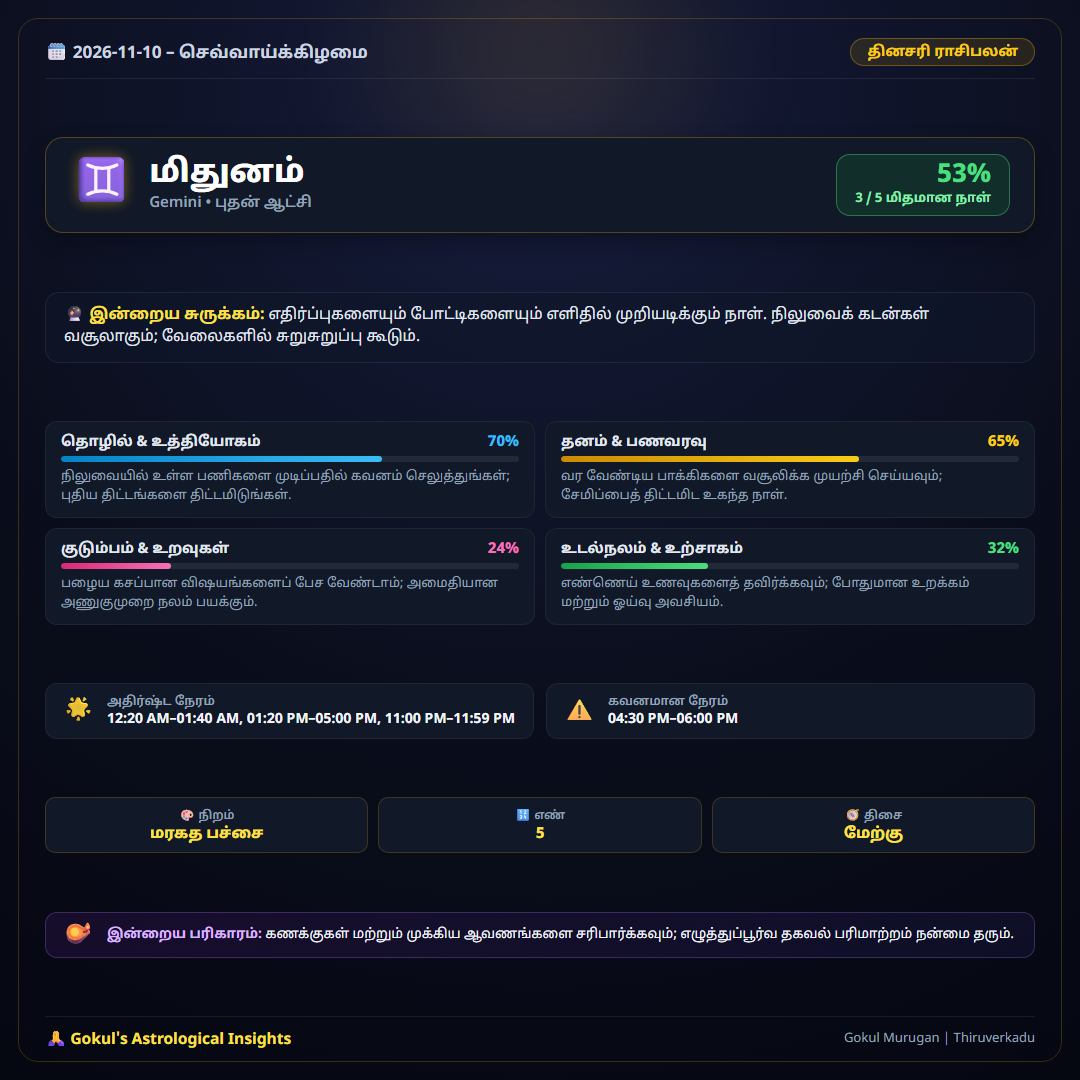 2026-11-10 – செவ்வாய்க்கிழமை
தினசரி ராசிபலன்
மிதுனம்
Gemini • புதன் ஆட்சி
53%
3 / 5 மிதமான நாள்
இன்றைய சுருக்கம்: எதிர்ப்புகளையும் போட்டிகளையும் எளிதில் முறியடிக்கும் நாள். நிலுவைக் கடன்கள்
வசூலாகும்; வேலைகளில் சுறுசுறுப்பு கூடும்.
தொழில் & உத்தியோகம்
70%
நிலுவையில் உள்ள பணிகளை முடிப்பதில் கவனம் செலுத்துங்கள்;
புதிய திட்டங்களை திட்டமிடுங்கள்.
தனம் & பணவரவு
65%
வர வேண்டிய பாக்கிகளை வசூலிக்க முயற்சி செய்யவும்;
சேமிப்பைத் திட்டமிட உகந்த நாள்.
குடும்பம் & உறவுகள்
24%
பழைய கசப்பான விஷயங்களைப் பேச வேண்டாம்; அமைதியான
அணுகுமுறை நலம் பயக்கும்.
உடல்நலம் & உற்சாகம்
32%
எண்ணெய் உணவுகளைத் தவிர்க்கவும்; போதுமான உறக்கம்
மற்றும் ஓய்வு அவசியம்.
அதிர்ஷ்ட நேரம்
12:20 AM–01:40 AM, 01:20 PM–05:00 PM, 11:00 PM–11:59 PM
கவனமான நேரம்
04:30 PM–06:00 PM
நிறம்
மரகத பச்சை
எண்
5
திசை
மேற்கு
இன்றைய பரிகாரம்: கணக்குகள் மற்றும் முக்கிய ஆவணங்களை சரிபார்க்கவும்; எழுத்துப்பூர்வ தகவல் பரிமாற்றம் நன்மை தரும்.
Gokul's Astrological Insights
Gokul Murugan | Thiruverkadu